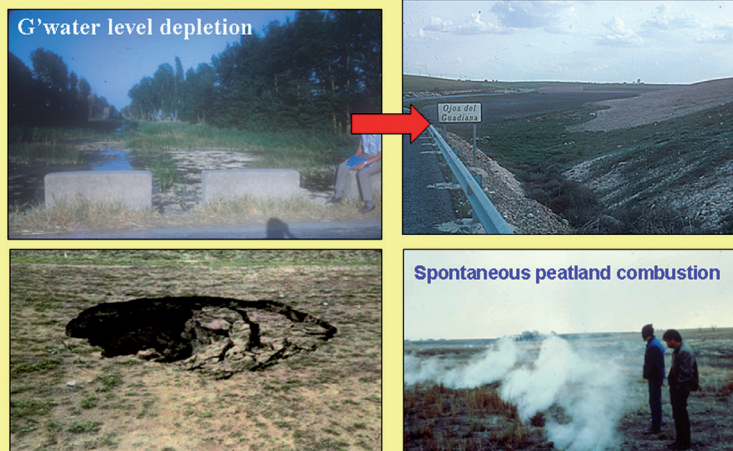 G'water level depletion
Ojos del
Guadiana
Spontaneous peatland combustion